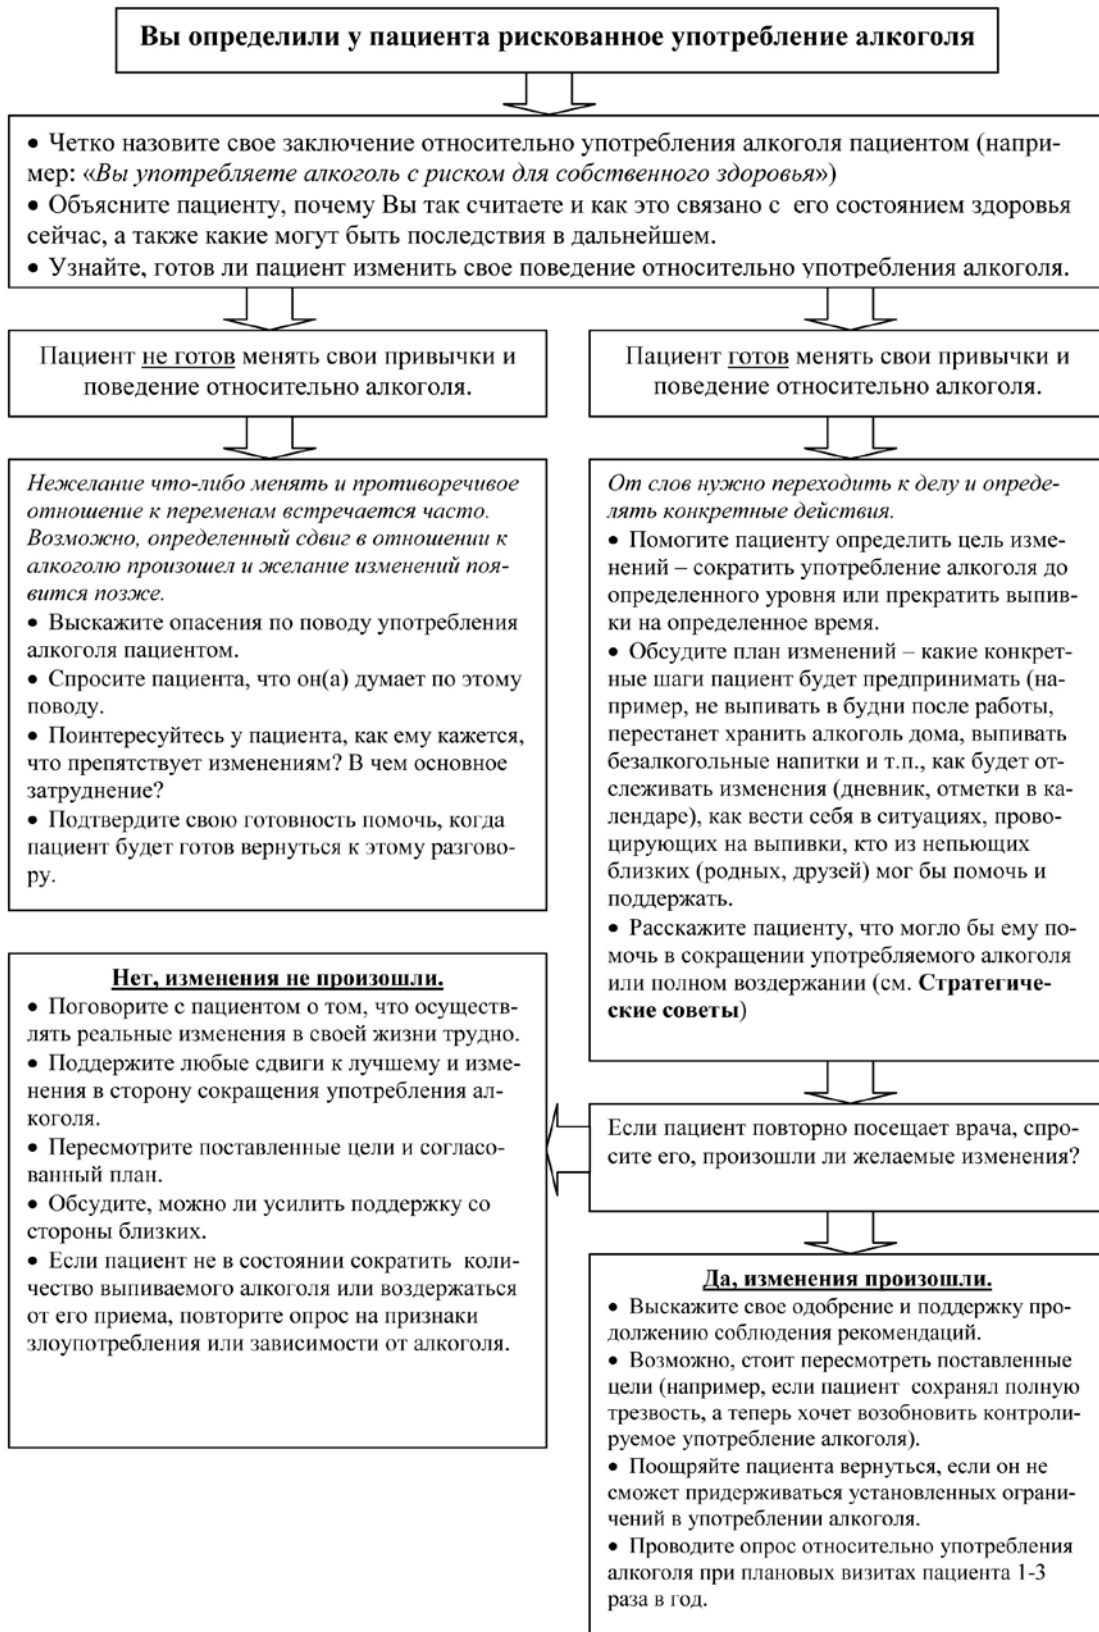 Вы определили у пациента рискованное употребление алкоголя
• Четко назовите свое заключение относительно употребления алкоголя пациентом (напри-
мер: «Вы употребляете алкоголь с риском для собственного здоровья»)
• Объясните пациенту, почему Вы так считаете и как это связано с его состоянием здоровья
сейчас, а также какие могут быть последствия в дальнейшем.
• Узнайте, готов ли пациент изменить свое поведение относительно употребления алкоголя.
Пациент не готов менять свои привычки и
поведение относительно алкоголя.
Пациент готов менять свои привычки и
поведение относительно алкоголя.
Нежелание что-либо менять и противоречивое
отношение к переменам встречается часто.
Возможно, определенный сдвиг в отношении к
алкоголю произошел и желание изменений поя-
вится позже.
• Выскажите опасения по поводу употребления
алкоголя пациентом.
• Спросите пациента, что он(а) думает по этому
поводу.
• Поинтересуйтесь у пациента, как ему кажется,
что препятствует изменениям? В чем основное
затруднение?
• Подтвердите свою готовность помочь, когда
пациент будет готов вернуться к этому разгово-
ру.
От слов нужно переходить к делу и опреде-
лять конкретные действия.
• Помогите пациенту определить цель изме-
нений – сократить употребление алкоголя до
определенного уровня или прекратить выпив-
ки на определенное время.
• Обсудите план изменений – какие конкрет-
ные шаги пациент будет предпринимать (на-
пример, не выпивать в будни после работы,
перестанет хранить алкоголь дома, выпивать
безалкогольные напитки и т.п., как будет от-
слеживать изменения (дневник, отметки в ка-
лендаре), как вести себя в ситуациях, прово-
цирующих на выпивки, кто из непьющих
близких (родных, друзей) мог бы помочь и
поддержать.
• Расскажите пациенту, что могло бы ему по-
мочь в сокращении употребляемого алкоголя
или полном воздержании (см. Стратегиче-
ские советы)
Если пациент повторно посещает врача, спро-
сите его, произошли ли желаемые изменения?
Нет, изменения не произошли.
• Поговорите с пациентом о том, что осуществ-
лять реальные изменения в своей жизни трудно.
• Поддержите любые сдвиги к лучшему и изме-
нения в сторону сокращения употребления ал-
коголя.
• Пересмотрите поставленные цели и согласо-
ванный план.
• Обсудите, можно ли усилить поддержку со
стороны близких.
• Если пациент не в состоянии сократить коли-
чество выпиваемого алкоголя или воздержаться
от его приема, повторите опрос на признаки
злоупотребления или зависимости от алкоголя.
Да, изменения произошли.
• Выскажите свое одобрение и поддержку про-
должению соблюдения рекомендаций.
• Возможно, стоит пересмотреть поставленные
цели (например, если пациент сохранял полную
трезвость, а теперь хочет возобновить контроли-
руемое употребление алкоголя).
• Поощряйте пациента вернуться, если он не
сможет придерживаться установленных ограни-
чений в употреблении алкоголя.
• Проводите опрос относительно употребления
алкоголя при плановых визитах пациента 1-3
раза в год.